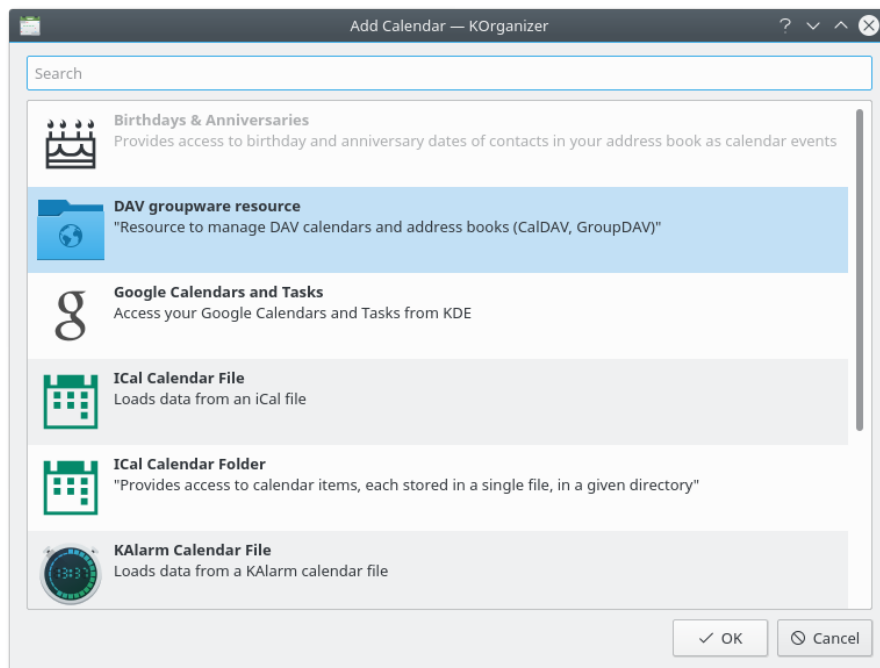 Add Calendar — KOrganizer
Search
Birthdays & Anniversaries
Provides access to birthday and anniversary dates of contacts in your address book as calendar events
DAV groupware resource
"Resource to manage DAV calendars and address books (CalDAV, GroupDAV)"
Google Calendars and Tasks
Access your Google Calendars and Tasks from KDE
ICal Calendar File
Loads data from an iCal file
ICal Calendar Folder
"Provides access to calendar items, each stored in a single file, in a given directory"
KAlarm Calendar File
13:37
Loads data from a KAlarm calendar file
OK
Cancel